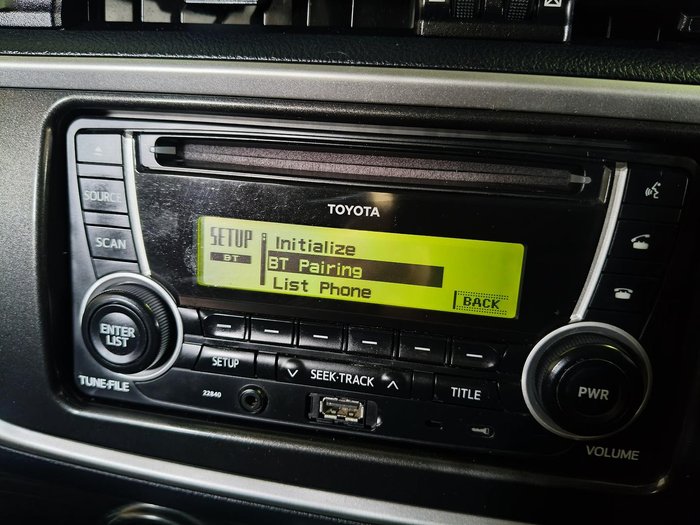 SOURCE
TOYOTA
SCAN
SETUP
BT
Initialize
BT Pairing
List Phone
BACK
ENTER
LIST
TUNE·FILE
SETUP
SEEK·TRACK
TITLE
22840
PWR
VOLUME